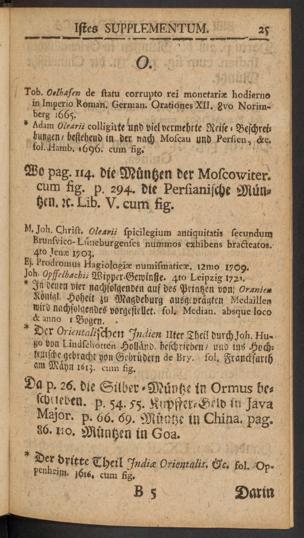 Istes SUPPLEMENTUM. 25
O.
Tob. Oelhafen de statu corrupto rei monetariæ hodierno
in Imperio Roman. German. Orationes XII. 8vo Norim-
berg 1665.
* Adam Olearii colligirte und viel vermehrte Reise-Beschrei-
bungen, bestehend in der nach Moscau und Persien, &c.
fol. Hamb. 1696. cum fig.
Wo pag. 114. die Müntzen der Moscowiter.
cum fig. p. 294. die Persianische Mün-
tzen, ꝛc. Lib. V. cum fig.
M. Joh. Christ. Olearii spicilegium antiquitatis secundum
Brunsvico-Lüneburgenses nummos exhibens bracteatos.
4to Jenæ 1703.
Ej. Prodromus Hagiologiæ numismaticæ, 12mo 1709.
Joh. Opffelbachii Wipper-Gewinste. 4to Leipzig 1721.
* In denen vier nachfolgenden auf des Printzen von Oranien
Königl. Hoheit zu Magdeburg ausgeprägten Medaillen
wird nachfolgendes vorgestellet. fol. Median. absque loco
& anno 1 Bogen.
* Der Orientalischen Indien IIter Theil durch Joh. Hu-
go von Lindschotten Holländ. beschrieben, und ins Hoch-
teutsche gebracht von Gebrüdern de Bry. fol. Franckfurth
am Mayn 1613. cum fig.
Da p. 26. die Silber-Müntze in Ormus be-
schrieben. p. 54. 55. Kupffer-Geld in Java
Major. p. 66. 69. Müntze in China. pag.
86. 110. Müntzen in Goa.
* Der dritte Theil Indiæ Orientalis. &c. fol. Op-
penheim. 1616. cum fig.
B 5 Darin